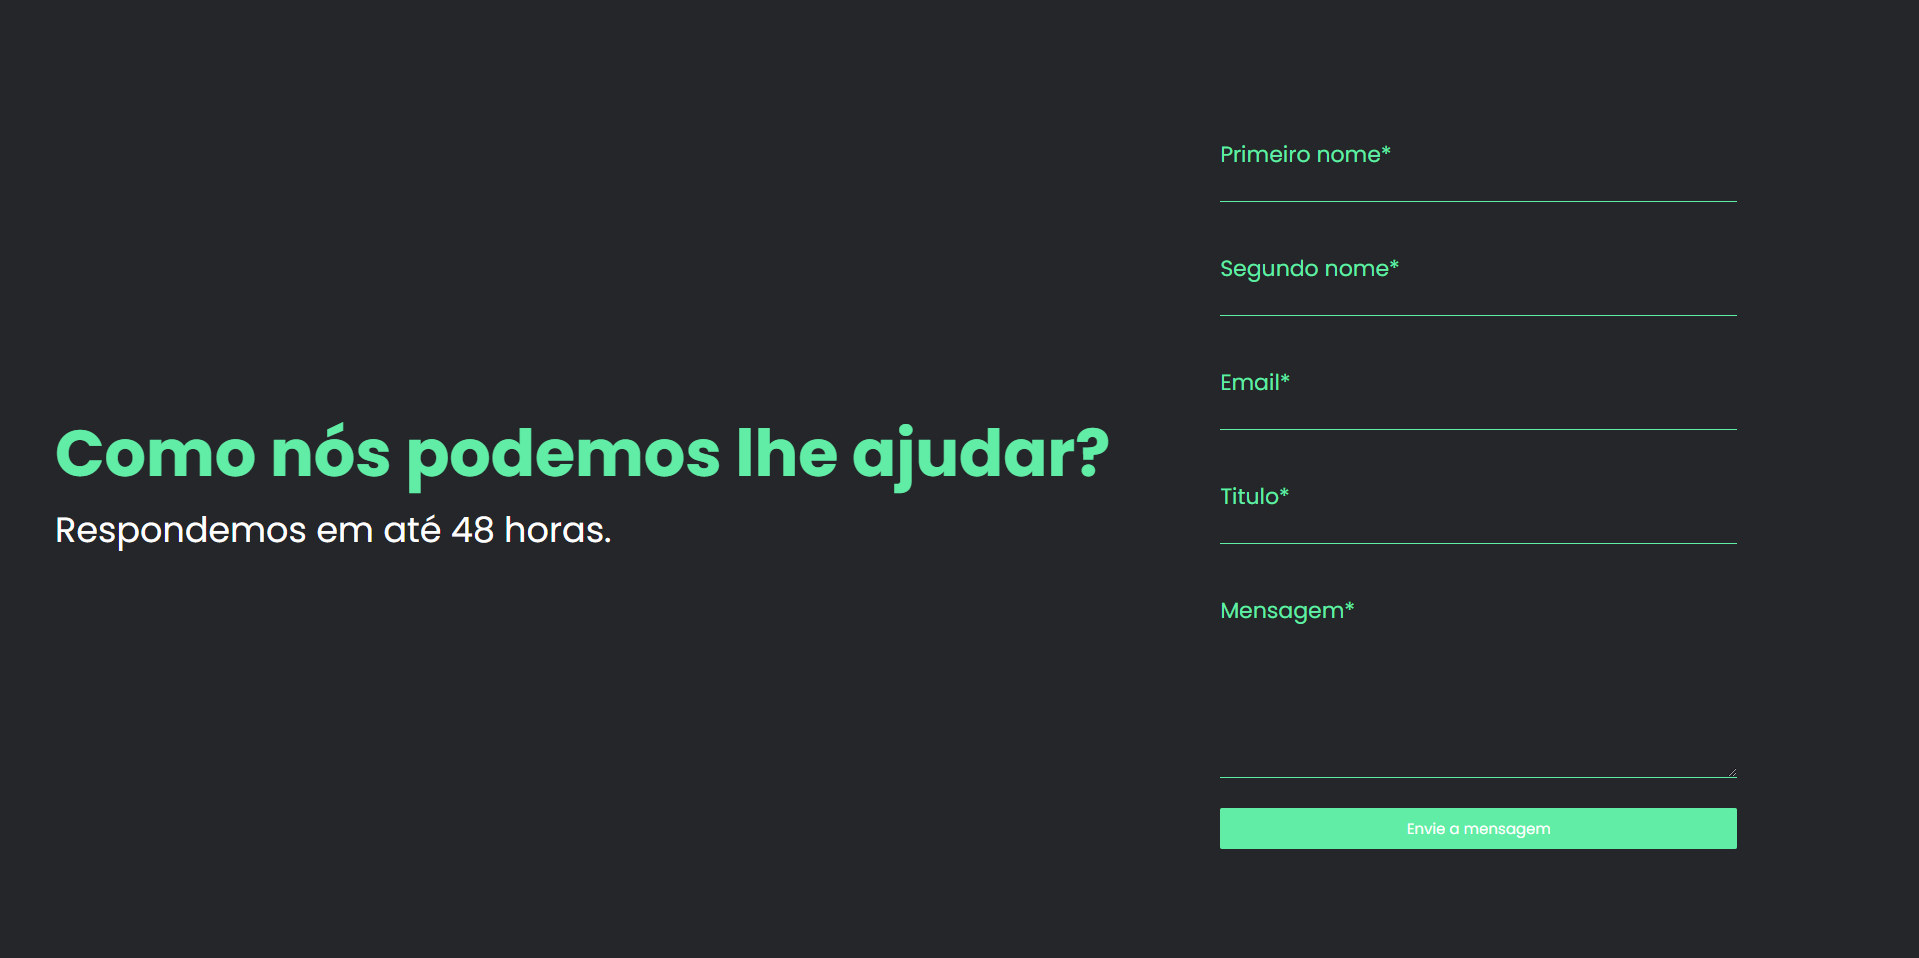 Como nós podemos lhe ajudar?
Respondemos em até 48 horas.
Primeiro nome*
Segundo nome*
Email*
Titulo*
Mensagem*
Envie a mensagem